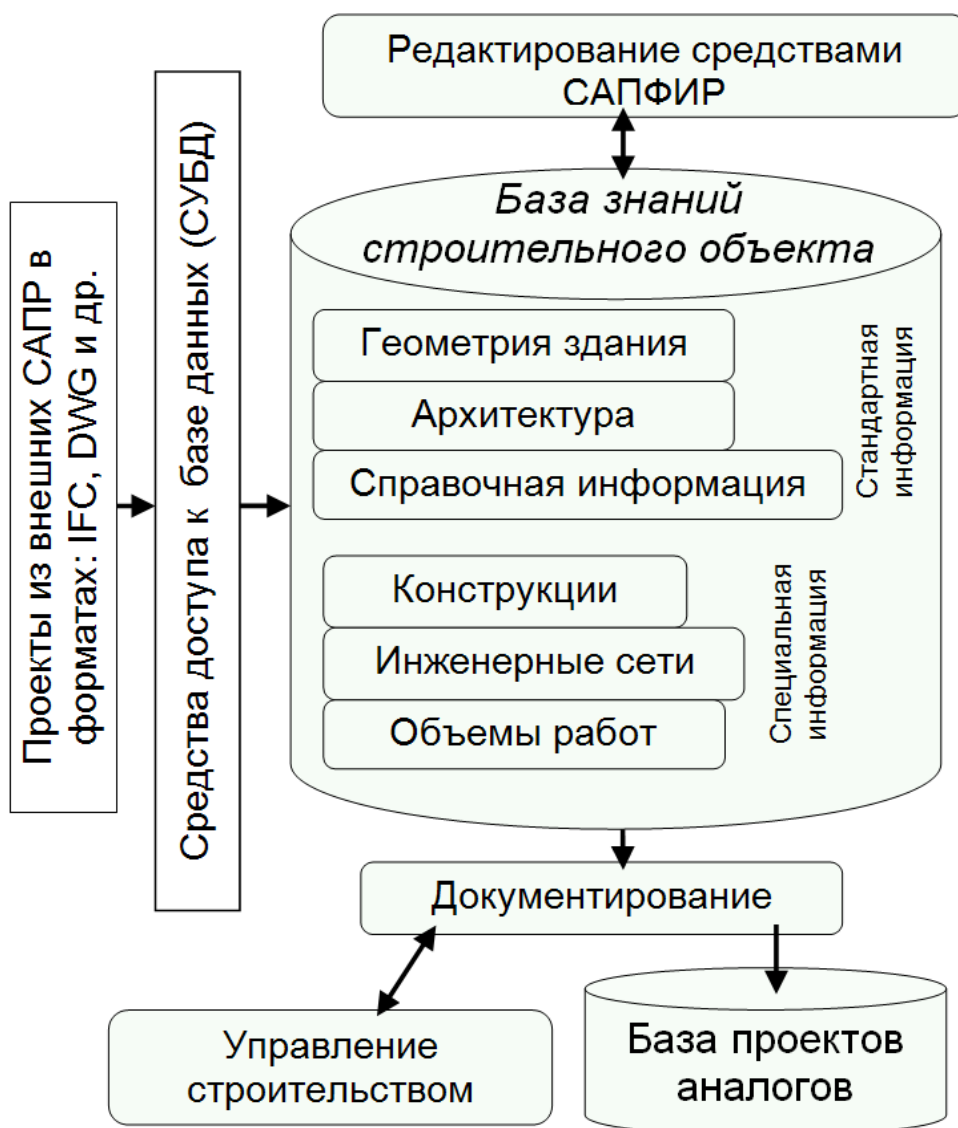 Редактирование средствами
САПФИР
База знаний
строительного объекта
Проекты из внешних САПР в
форматах: IFC, DWG и др.
Средства доступа к базе данных (СУБД)
Геометрия здания
Архитектура
Справочная информация
Стандартная
информация
Конструкции
Инженерные сети
Объемы работ
Специальная
информация
Документирование
Управление
строительством
База проектов
аналогов